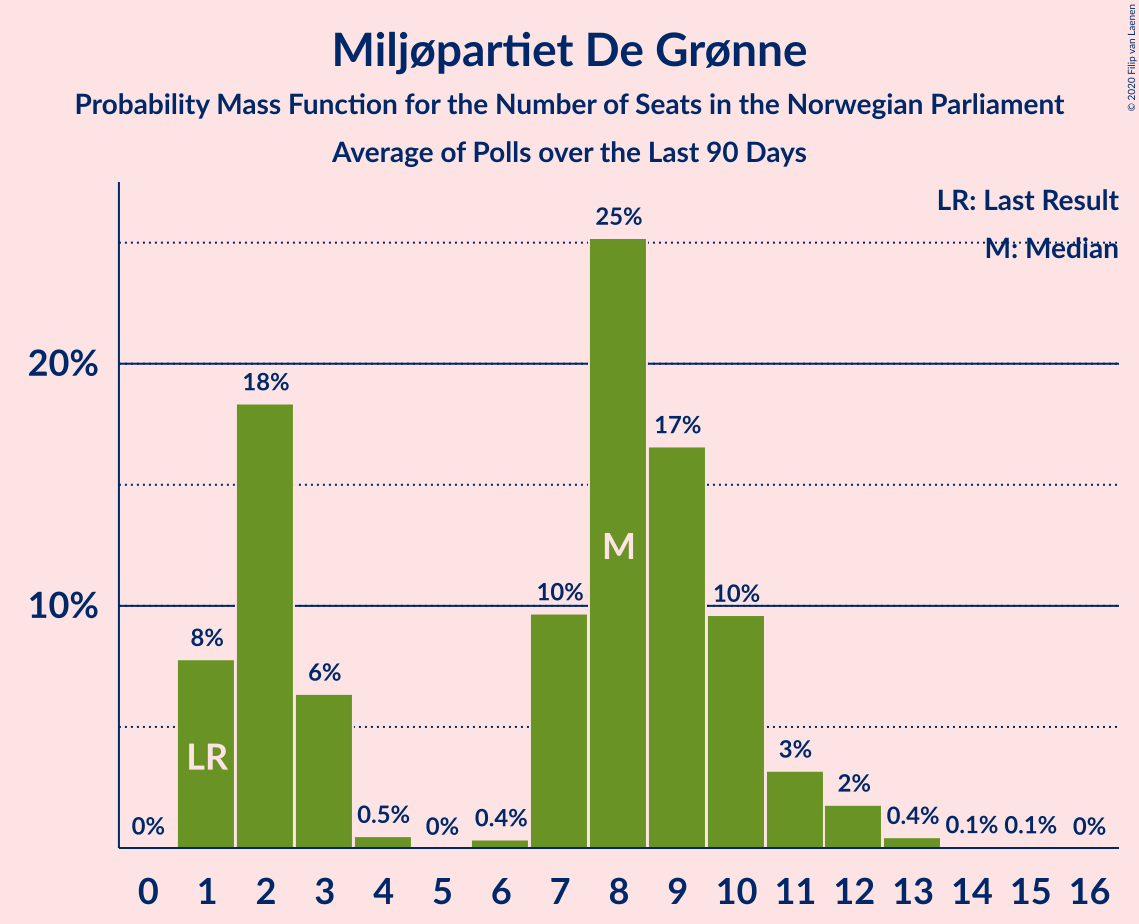 Miljøpartiet De Grønne
Probability Mass Function for the Number of Seats in the Norwegian Parliament
Average of Polls over the Last 90 Days
© 2020 Filip van Laenen
LR: Last Result
M: Median
25%
20%
18%
17%
M
10%
10%
10%
8%
6%
LR
3%
2%
0%
0.5%
0%
0.4%
0.4%
0.1%
0.1%
0%
0 1 2 3 4 5 6 7 8 9 10 11 12 13 14 15 16